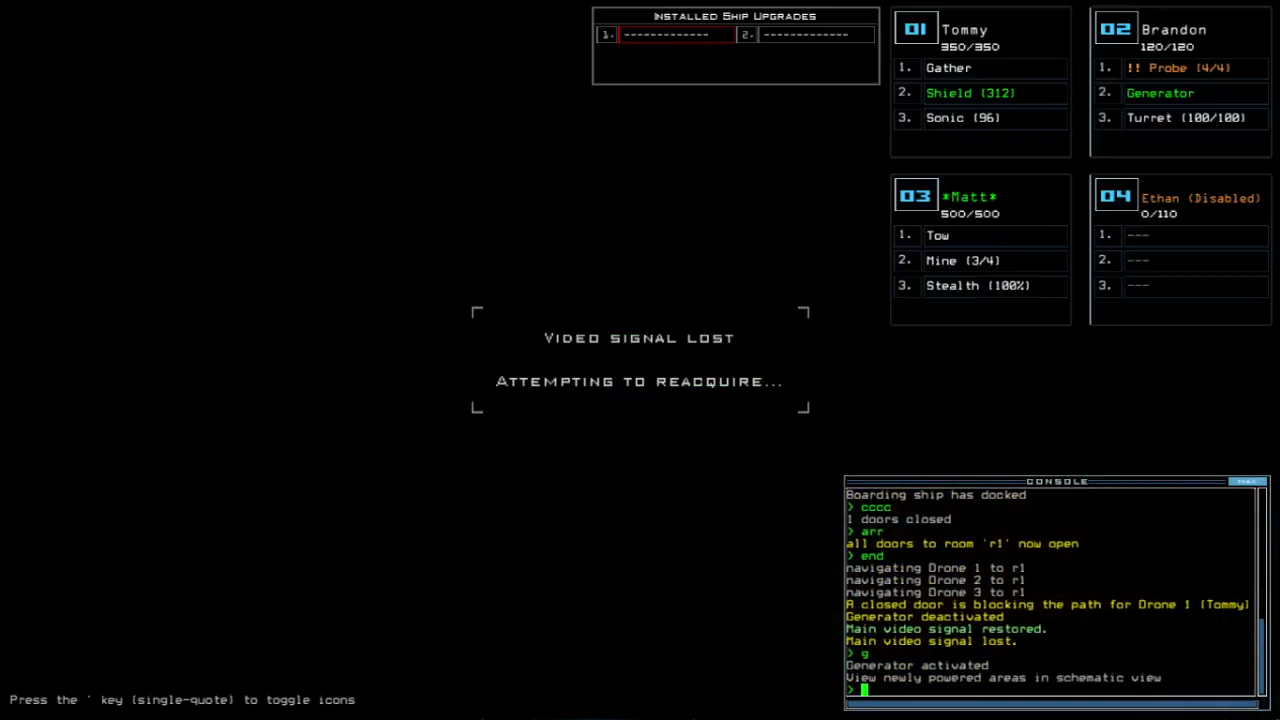 Installed Ship Upgrades
1. ------------- 2. -------------
01 Tommy
350/350
1. Gather
2. Shield (312)
3. Sonic (96)
02 Brandon
120/120
1. !! Probe (4/4)
2. Generator
3. Turret (100/100)
03 *Matt*
500/500
1. Tow
2. Mine (3/4)
3. Stealth (100%)
04 Ethan (Disabled)
0/110
1. ---
2. ---
3. ---
Video signal lost
Attempting to reacquire...
Console
Boarding ship has docked
> cccc
1 doors closed
> arr
all doors to room 'r1' now open
> end
navigating Drone 1 to r1
navigating Drone 2 to r1
navigating Drone 3 to r1
A closed door is blocking the path for Drone 1 (Tommy)
Generator deactivated
Main video signal restored.
Main video signal lost.
> g
Generator activated
View newly powered areas in schematic view
>
Press the ' key (single-quote) to toggle icons